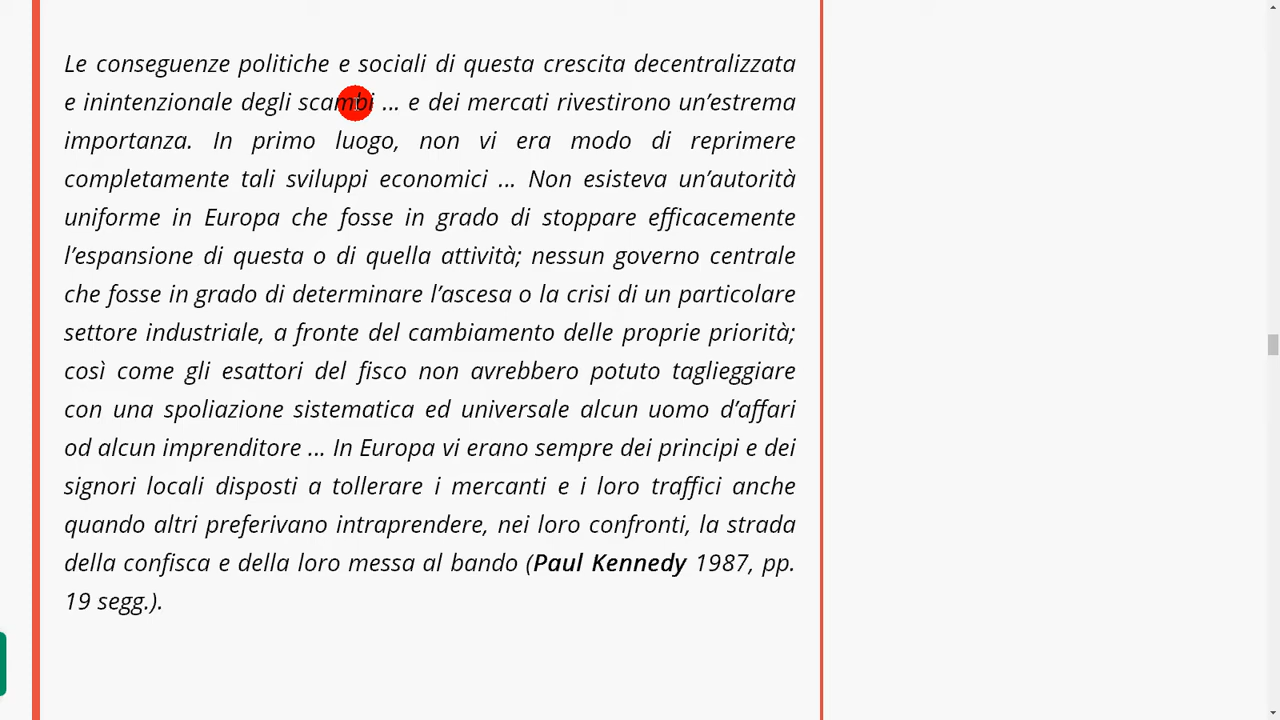 Le conseguenze politiche e sociali di questa crescita decentralizzata
e inintenzionale degli scambi ... e dei mercati rivestirono un’estrema
importanza. In primo luogo, non vi era modo di reprimere
completamente tali sviluppi economici ... Non esisteva un’autorità
uniforme in Europa che fosse in grado di stoppare efficacemente
l’espansione di questa o di quella attività; nessun governo centrale
che fosse in grado di determinare l’ascesa o la crisi di un particolare
settore industriale, a fronte del cambiamento delle proprie priorità;
così come gli esattori del fisco non avrebbero potuto taglieggiare
con una spoliazione sistematica ed universale alcun uomo d’affari
od alcun imprenditore ... In Europa vi erano sempre dei principi e dei
signori locali disposti a tollerare i mercanti e i loro traffici anche
quando altri preferivano intraprendere, nei loro confronti, la strada
della confisca e della loro messa al bando (Paul Kennedy 1987, pp.
19 segg.).